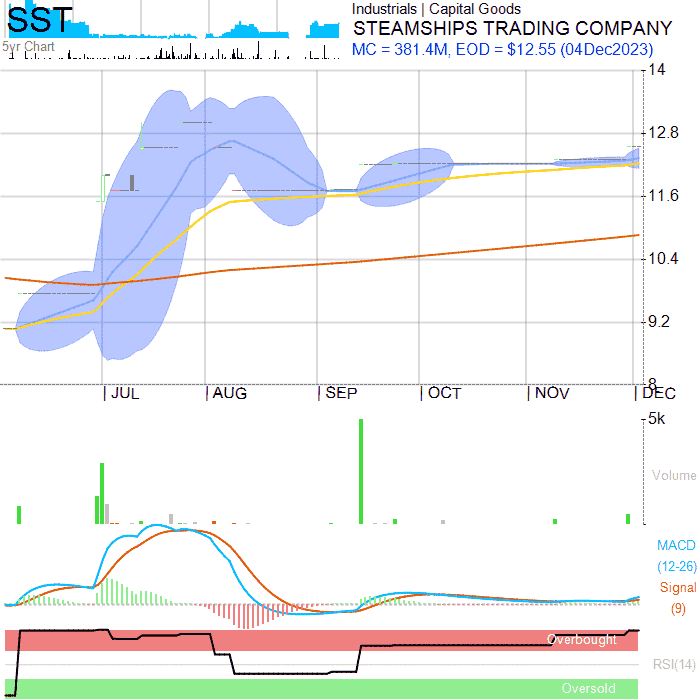 SST
5yr Chart
Industrials | Capital Goods
STEAMSHIPS TRADING COMPANY
MC = 381.4M, EOD = $12.55 (04Dec2023)
14
12.8
11.6
10.4
9.2
8
JUL
AUG
SEP
OCT
NOV
DEC
5k
Volume
MACD
(12-26)
Signal
(9)
Overbought
RSI(14)
Oversold